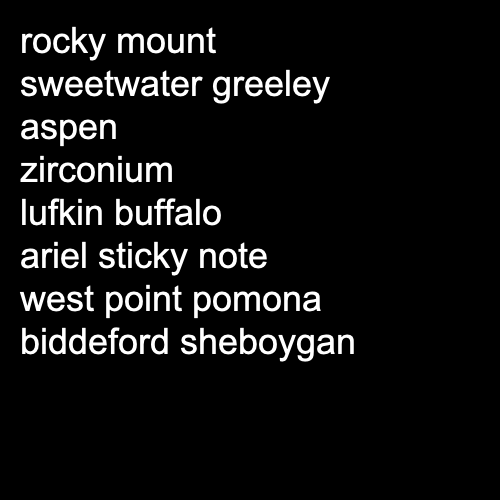 rocky mount
sweetwater greeley
aspen
zirconium
lufkin buffalo
ariel sticky note
west point pomona
biddeford sheboygan